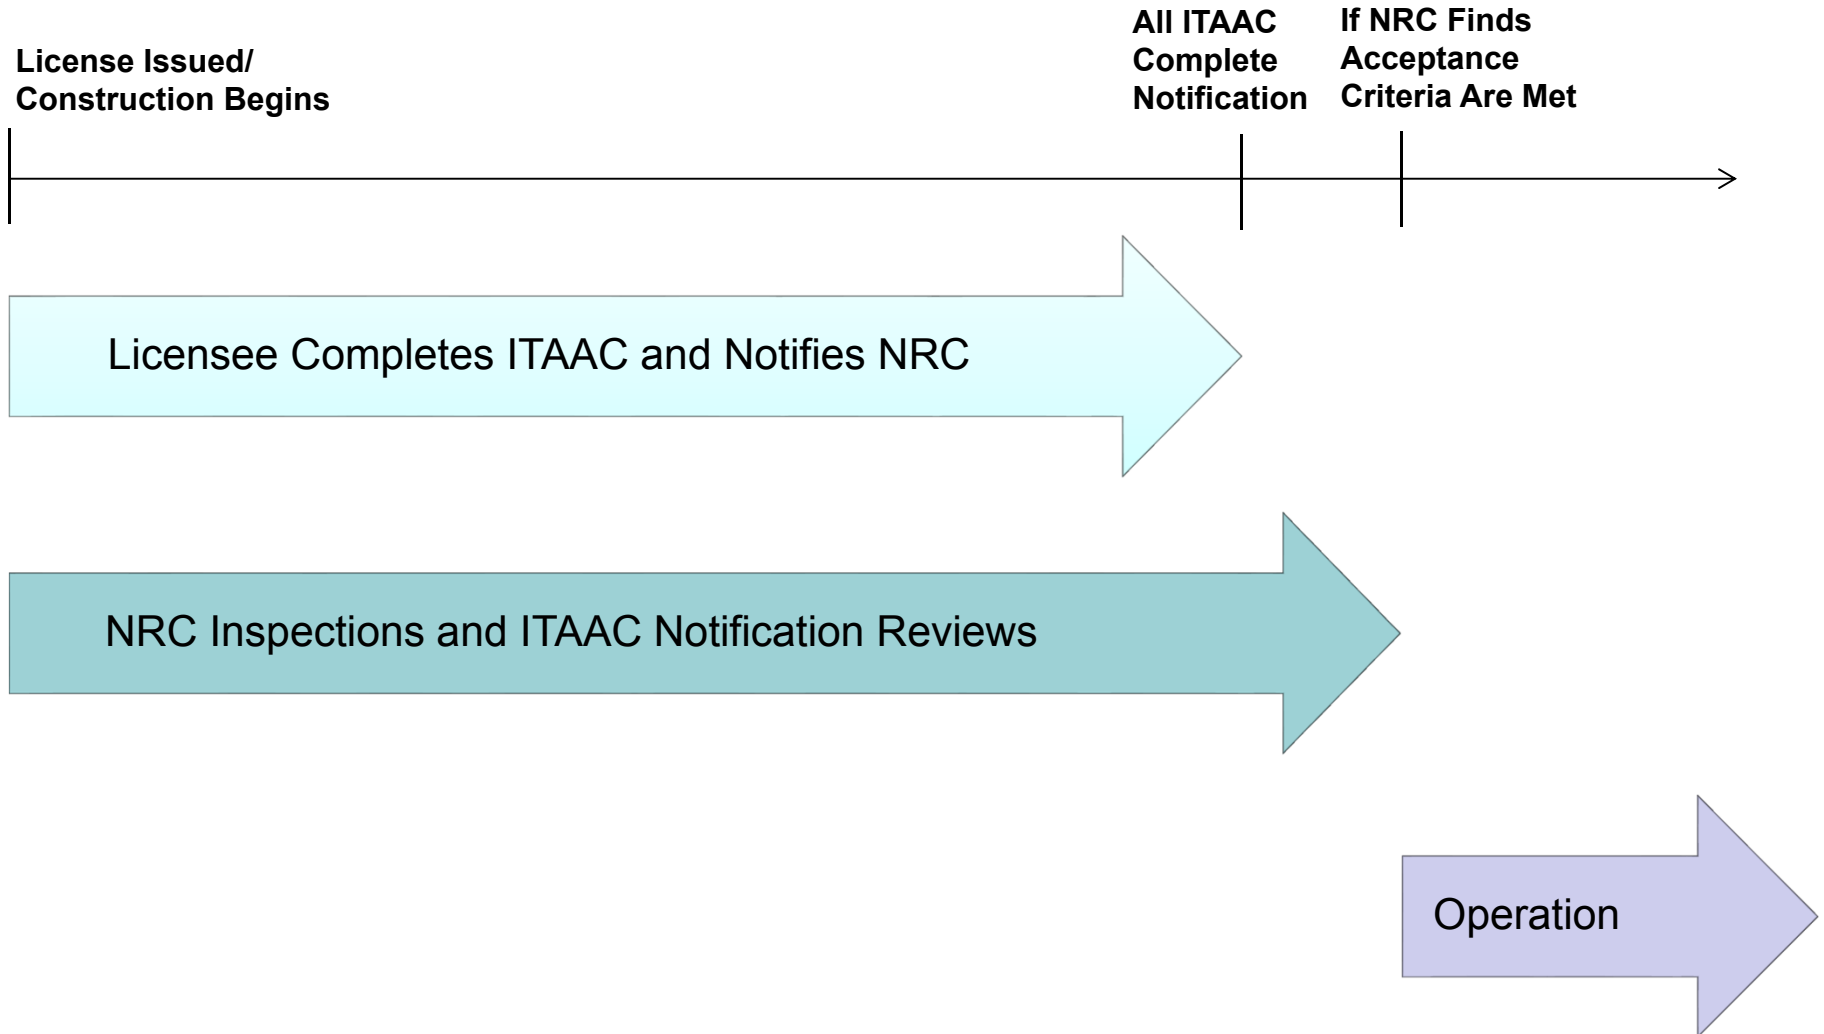 License Issued/
Construction Begins
All ITAAC
Complete
Notification
If NRC Finds
Acceptance
Criteria Are Met
Licensee Completes ITAAC and Notifies NRC
NRC Inspections and ITAAC Notification Reviews
Operation